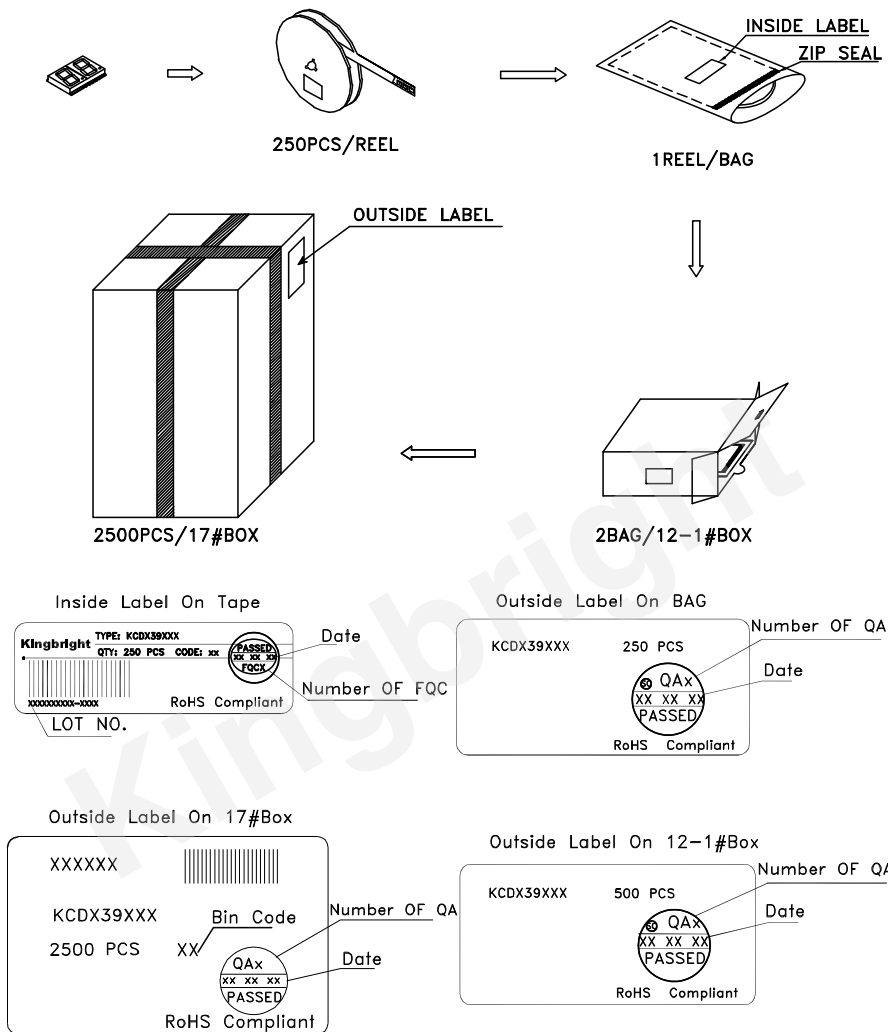 INSIDE LABEL
ZIP SEAL
250PCS/REEL
1REEL/BAG
OUTSIDE LABEL
2500PCS/17#BOX
2BAG/12-1#BOX
Inside Label On Tape
Kingbright
TYPE: KCDX39XXX
QTY: 250 PCS CODE: xx
PASSED
XX XX XX
FQCX
Date
Number OF FQC
XXXXXXXXXX-XXXX
RoHS Compliant
LOT NO.
Outside Label On BAG
KCDX39XXX 250 PCS
QAx
XX XX XX
PASSED
RoHS Compliant
Number OF QA
Date
Outside Label On 17#Box
XXXXXX
KCDX39XXX Bin Code
2500 PCS XX
QAx
XX XX XX
PASSED
RoHS Compliant
Number OF QA
Date
Outside Label On 12-1#Box
KCDX39XXX 500 PCS
QAx
XX XX XX
PASSED
RoHS Compliant
Number OF QA
Date
Kingbright